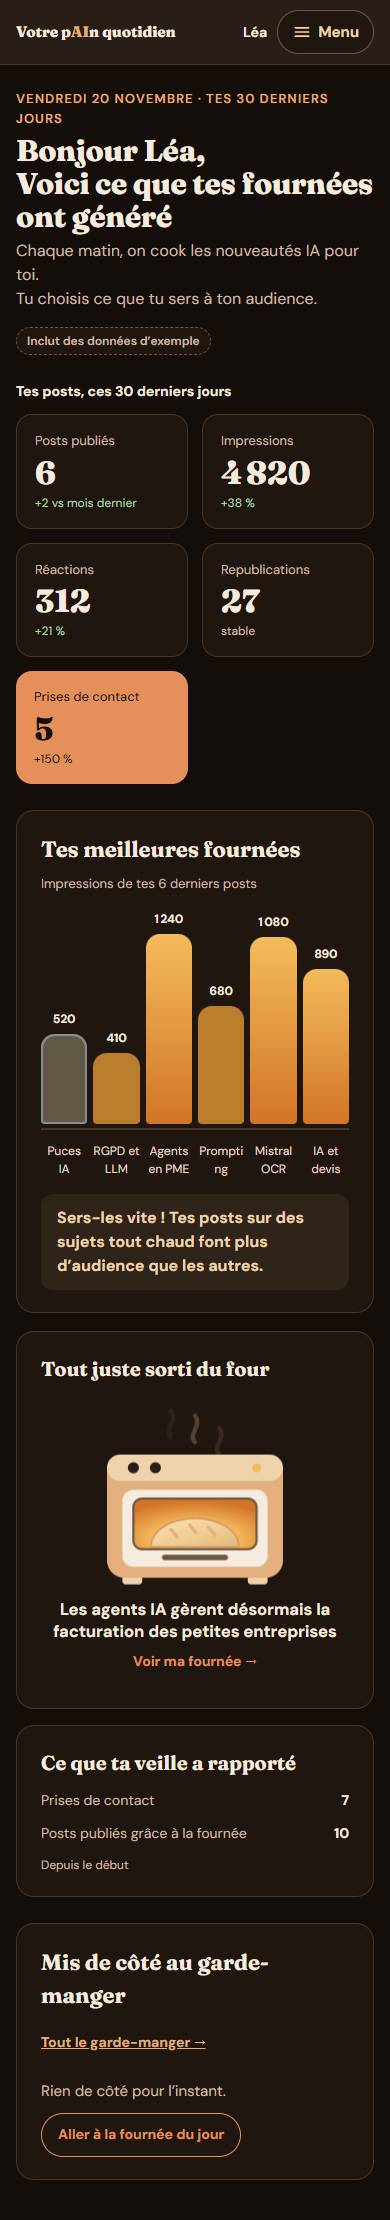 Votre pAIn quotidien
Léa
Menu
VENDREDI 20 NOVEMBRE · TES 30 DERNIERS
JOURS
Bonjour Léa,
Voici ce que tes fournées
ont généré
Chaque matin, on cook les nouveautés IA pour
toi.
Tu choisis ce que tu sers à ton audience.
Inclut des données d’exemple
Tes posts, ces 30 derniers jours
Posts publiés
6
+2 vs mois dernier
Impressions
4 820
+38 %
Réactions
312
+21 %
Republications
27
stable
Prises de contact
5
+150 %
Tes meilleures fournées
Impressions de tes 6 derniers posts
520
410
1 240
680
1 080
890
Puces
IA
RGPD et
LLM
Agents
en PME
Prompti
ng
Mistral
OCR
IA et
devis
Sers-les vite ! Tes posts sur des
sujets tout chaud font plus
d’audience que les autres.
Tout juste sorti du four
Les agents IA gèrent désormais la
facturation des petites entreprises
Voir ma fournée →
Ce que ta veille a rapporté
Prises de contact 7
Posts publiés grâce à la fournée 10
Depuis le début
Mis de côté au garde-
manger
Tout le garde-manger →
Rien de côté pour l’instant.
Aller à la fournée du jour